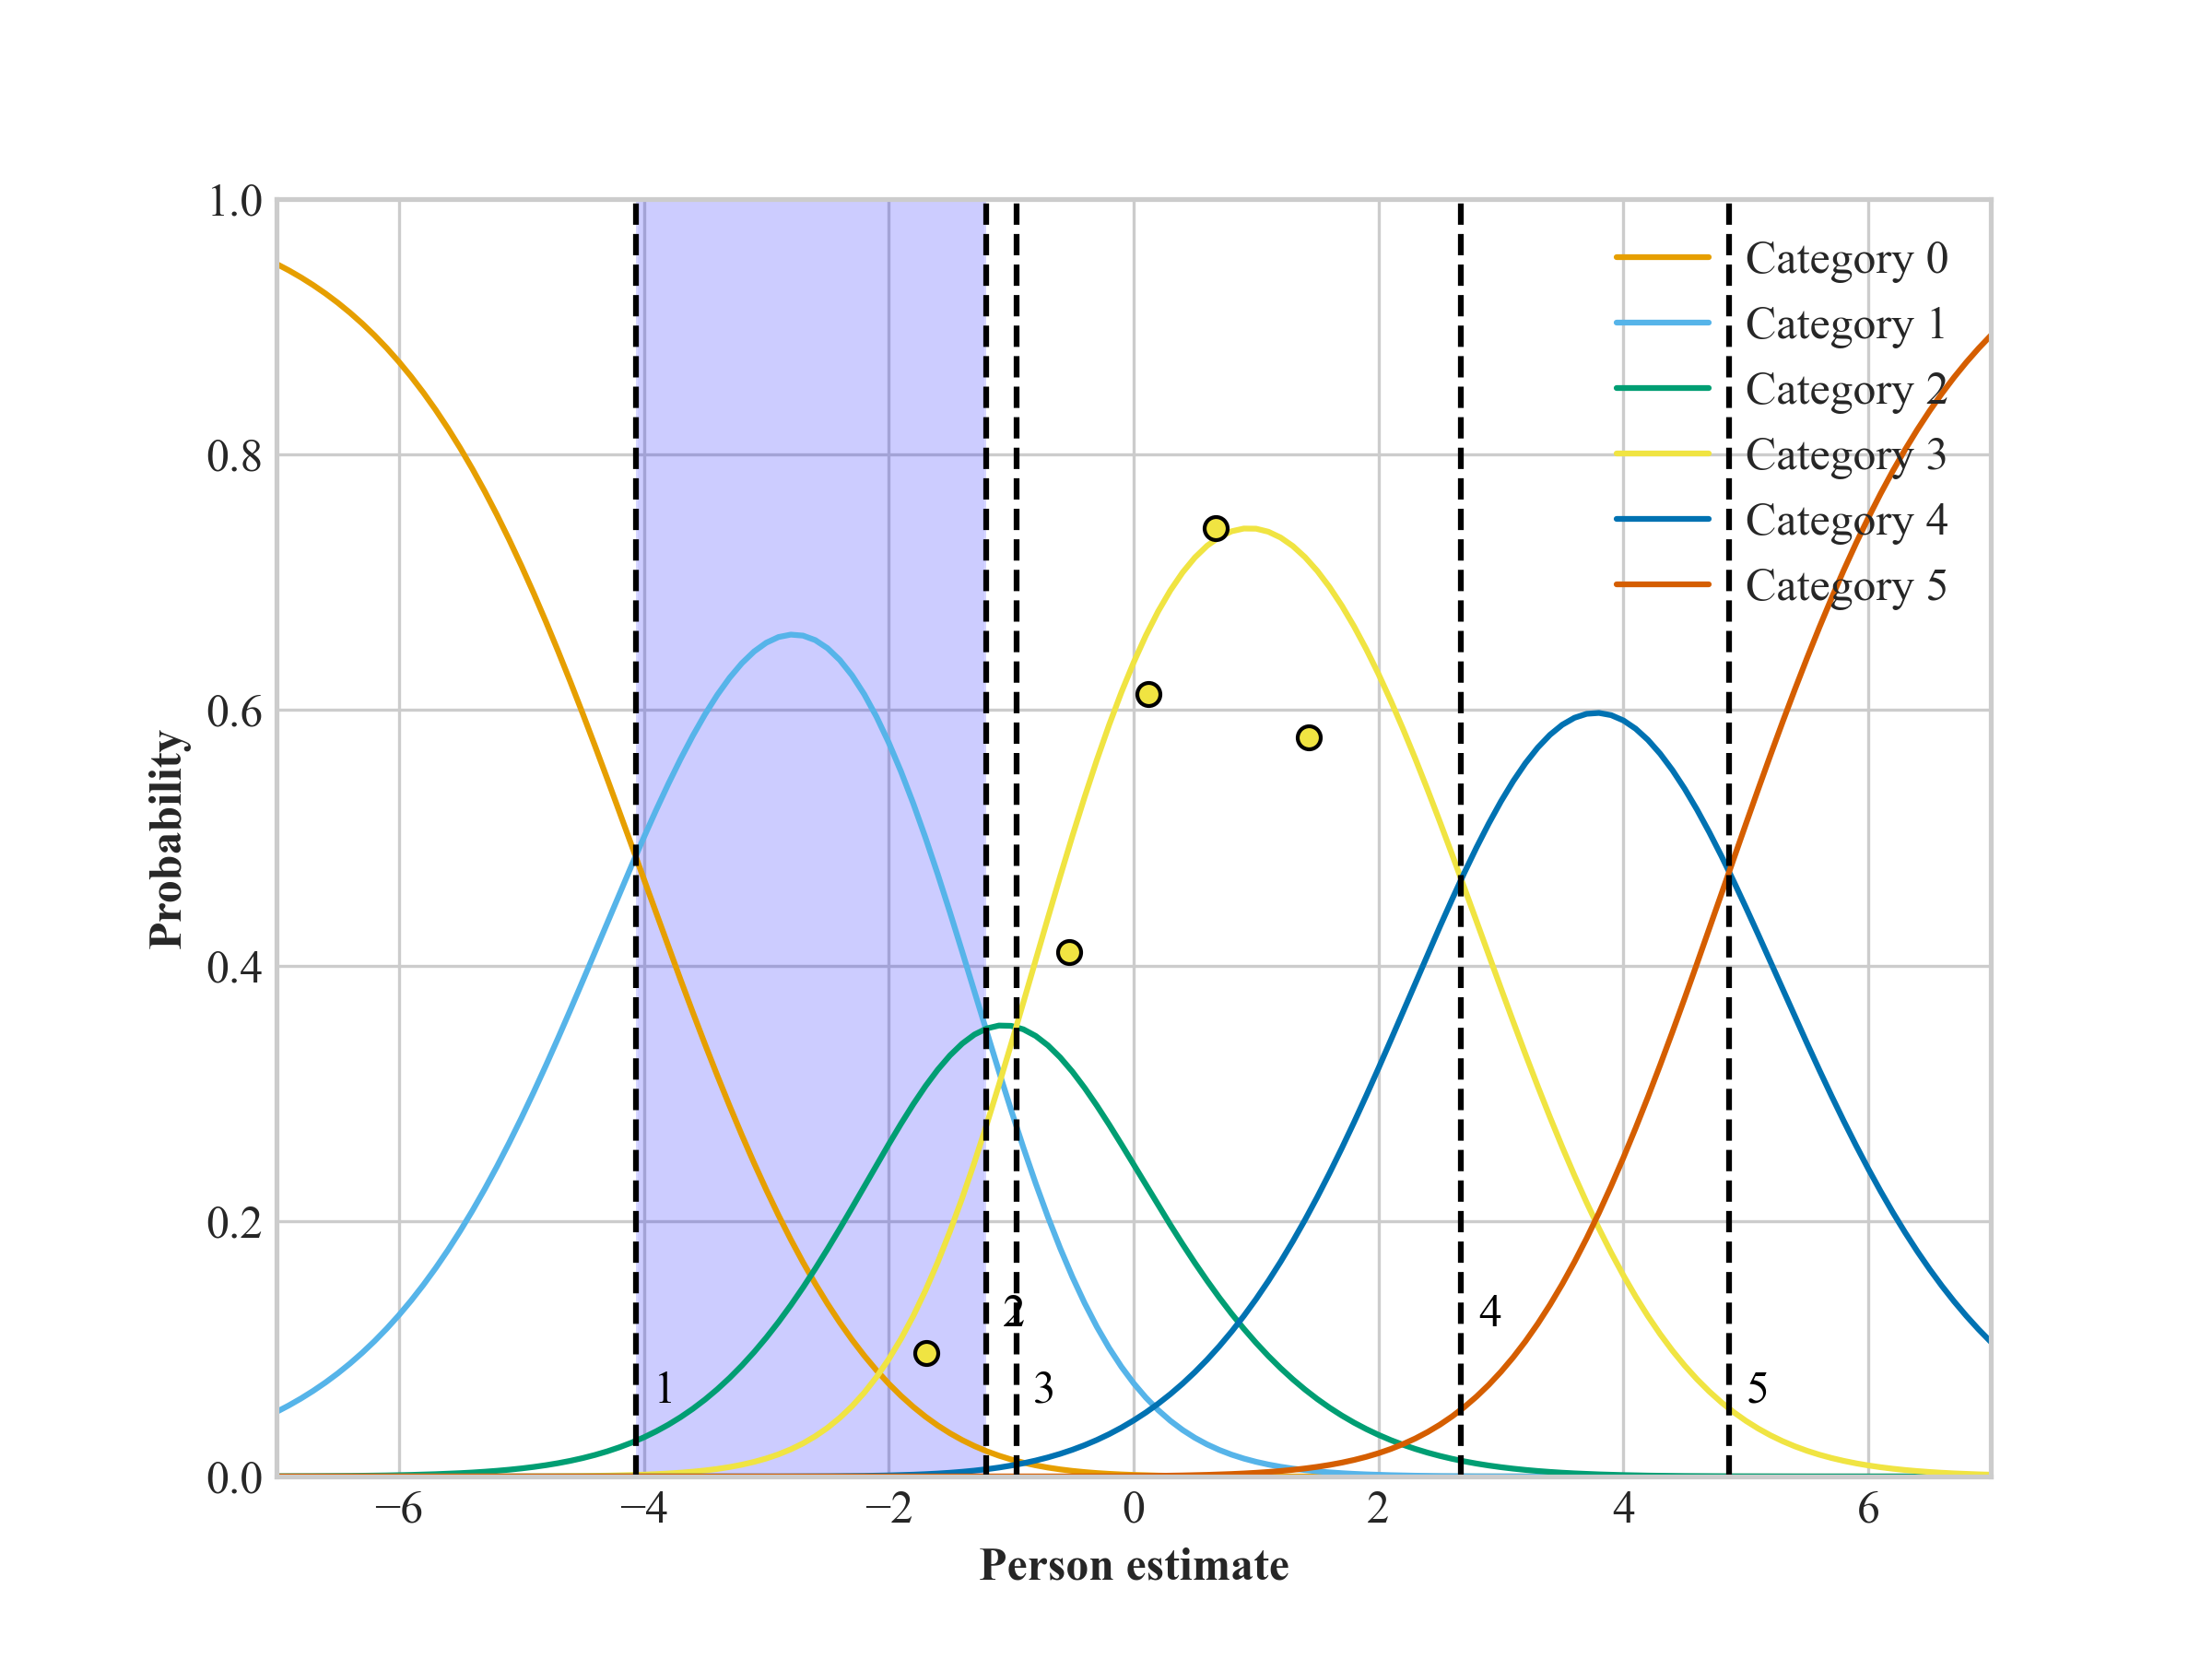 1.0
0.8
0.6
0.4
0.2
0.0
Probability
Category 0
Category 1
Category 2
Category 3
Category 4
Category 5
1
2
3
4
5
−6
−4
−2
0
2
4
6
Person estimate